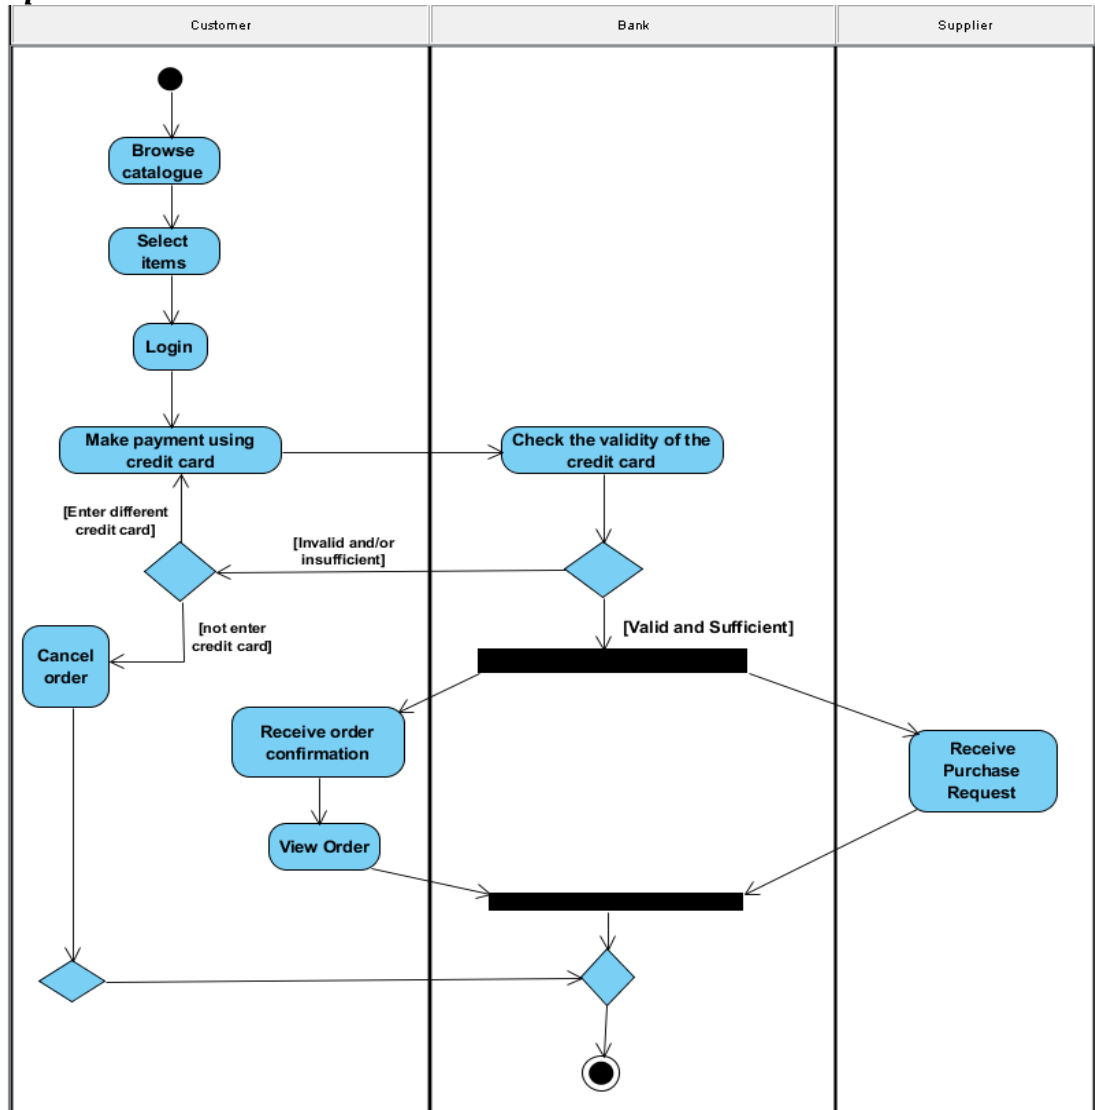 Customer
Bank
Supplier
Browse
catalogue
Select
items
Login
Make payment using
credit card
Check the validity of the
credit card
[Enter different
credit card]
[Invalid and/or
insufficient]
[not enter
credit card]
[Valid and Sufficient]
Cancel
order
Receive order
confirmation
Receive
Purchase
Request
View Order